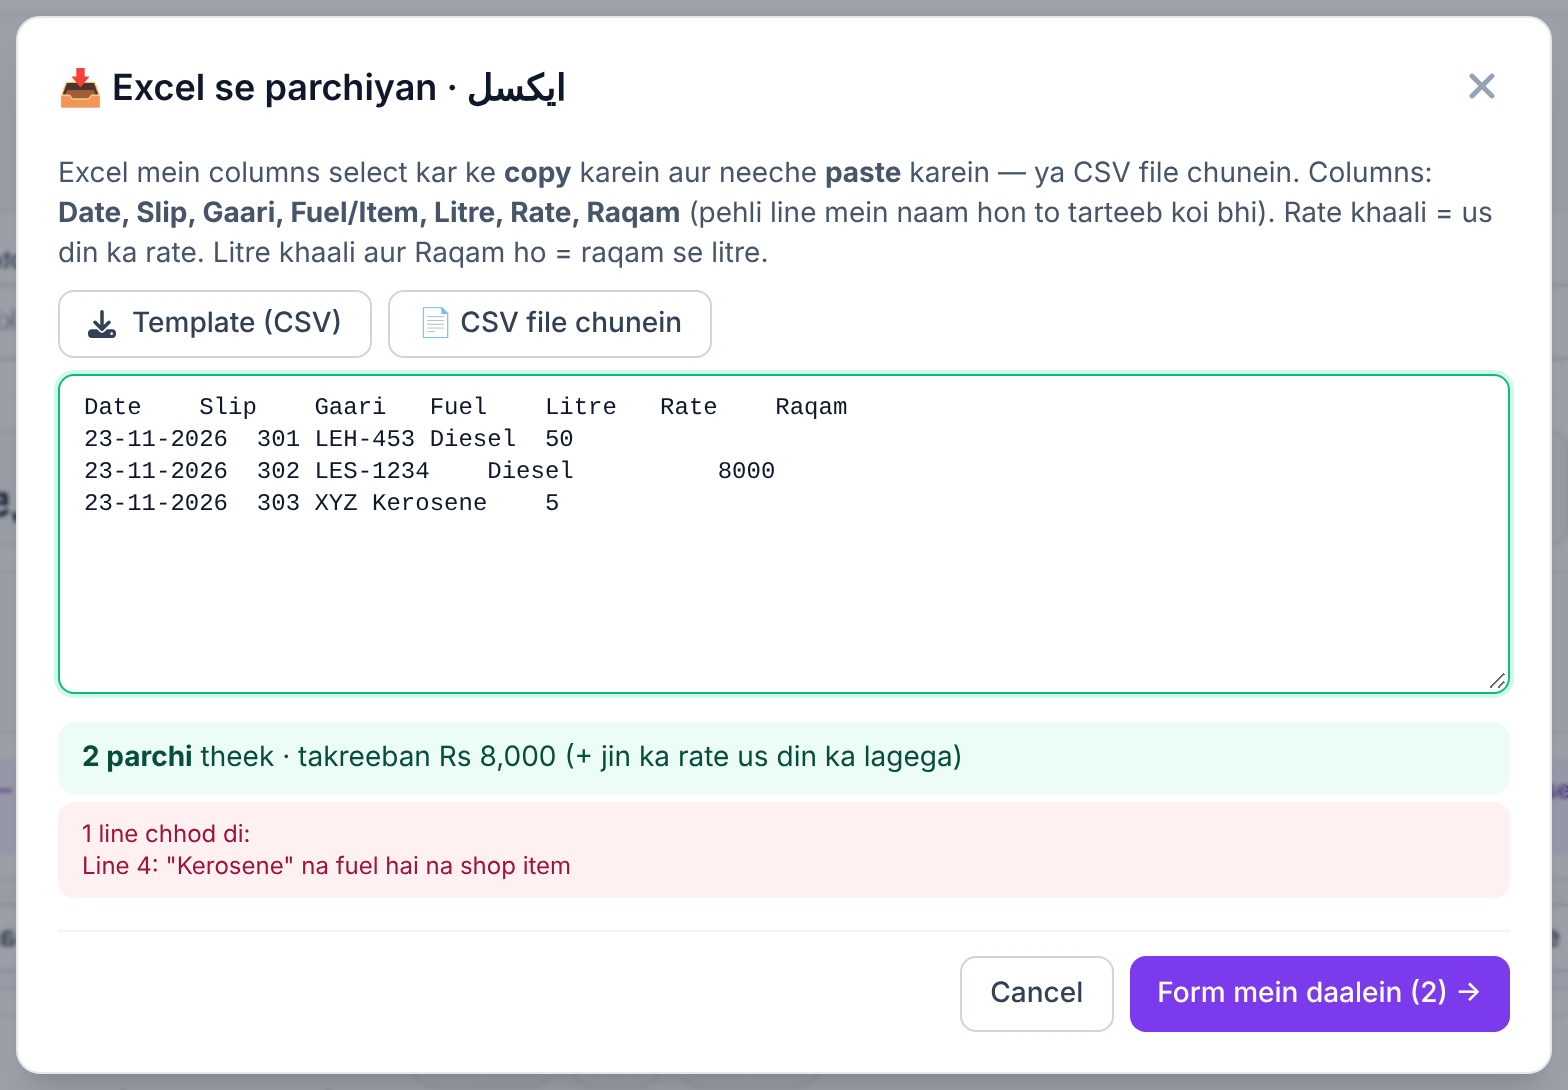 📥 Excel se parchiyan · ایکسل
Excel mein columns select kar ke copy karein aur neeche paste karein — ya CSV file chunein. Columns:
Date, Slip, Gaari, Fuel/Item, Litre, Rate, Raqam (pehli line mein naam hon to tarteeb koi bhi). Rate khaali = us
din ka rate. Litre khaali aur Raqam ho = raqam se litre.
Template (CSV) 📄 CSV file chunein
Date Slip Gaari Fuel Litre Rate Raqam
23-11-2026 301 LEH-453 Diesel 50
23-11-2026 302 LES-1234 Diesel 8000
23-11-2026 303 XYZ Kerosene 5
2 parchi theek · takreeban Rs 8,000 (+ jin ka rate us din ka lagega)
1 line chhod di:
Line 4: "Kerosene" na fuel hai na shop item
Cancel Form mein daalein (2) →